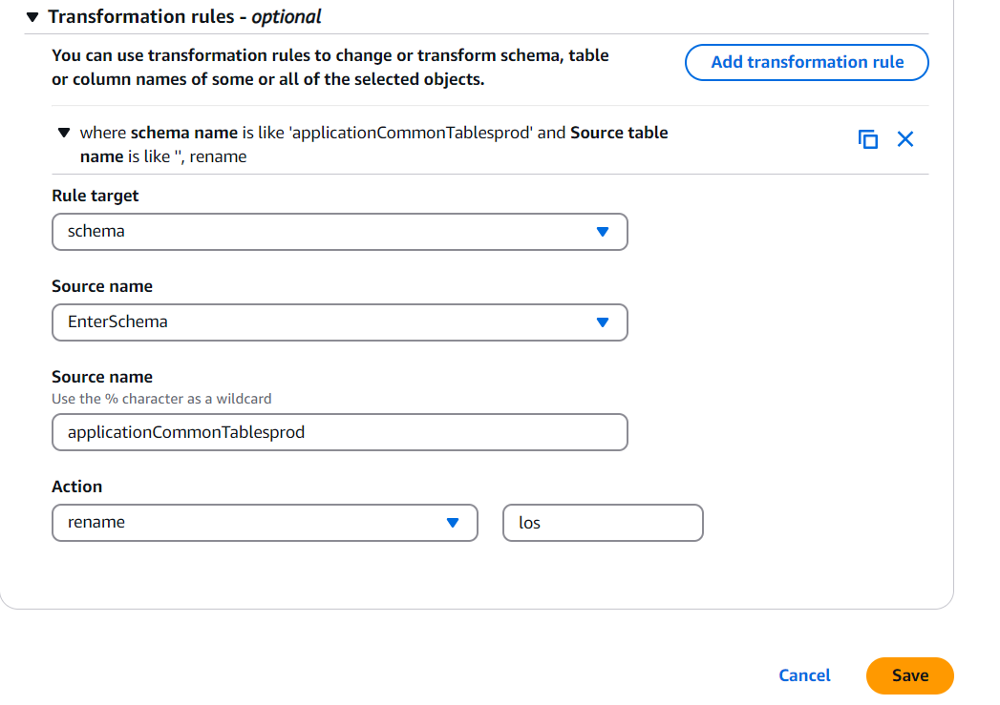 Transformation rules - optional
You can use transformation rules to change or transform schema, table
or column names of some or all of the selected objects.
Add transformation rule
where schema name is like 'applicationCommonTablesprod' and Source table
name is like '', rename
Rule target
schema
Source name
EnterSchema
Source name
Use the % character as a wildcard
applicationCommonTablesprod
Action
rename
los
Cancel
Save